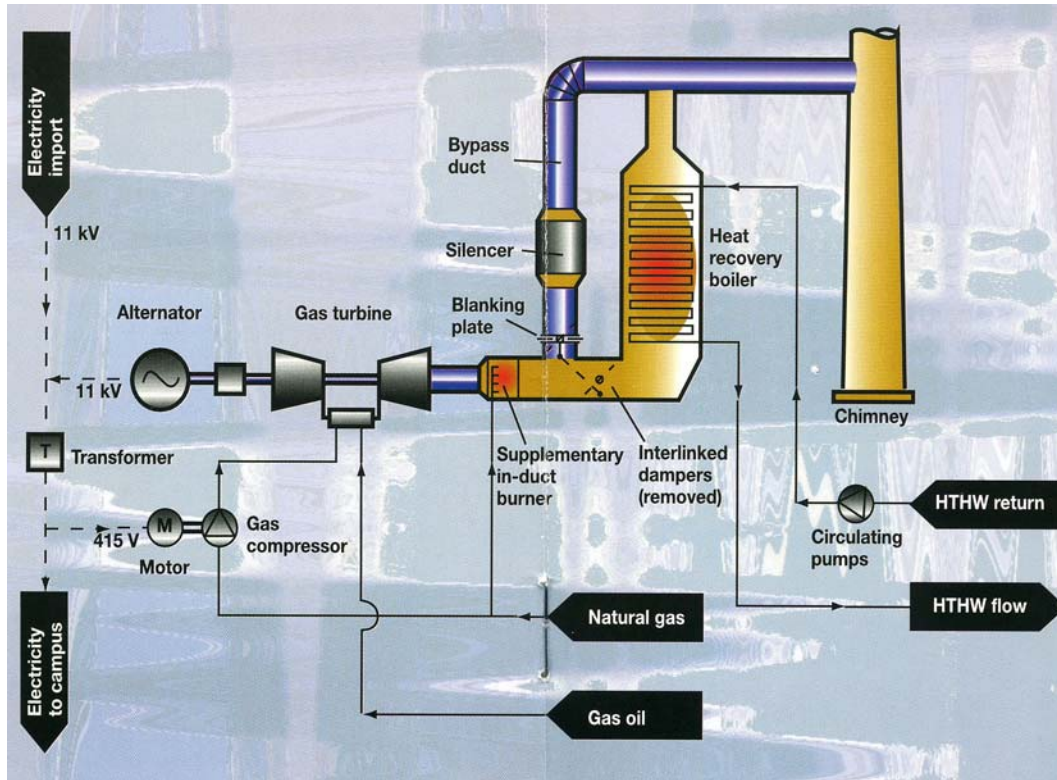 Electricity
import
11 kV
Bypass
duct
Silencer
Heat
recovery
boiler
Blanking
plate
Alternator
Gas turbine
11 kV
Chimney
T
Transformer
Supplementary
in-duct
burner
Interlinked
dampers
(removed)
HTHW return
M
Gas
compressor
415 V
Motor
Circulating
pumps
Natural gas
HTHW flow
Electricity
to campus
Gas oil